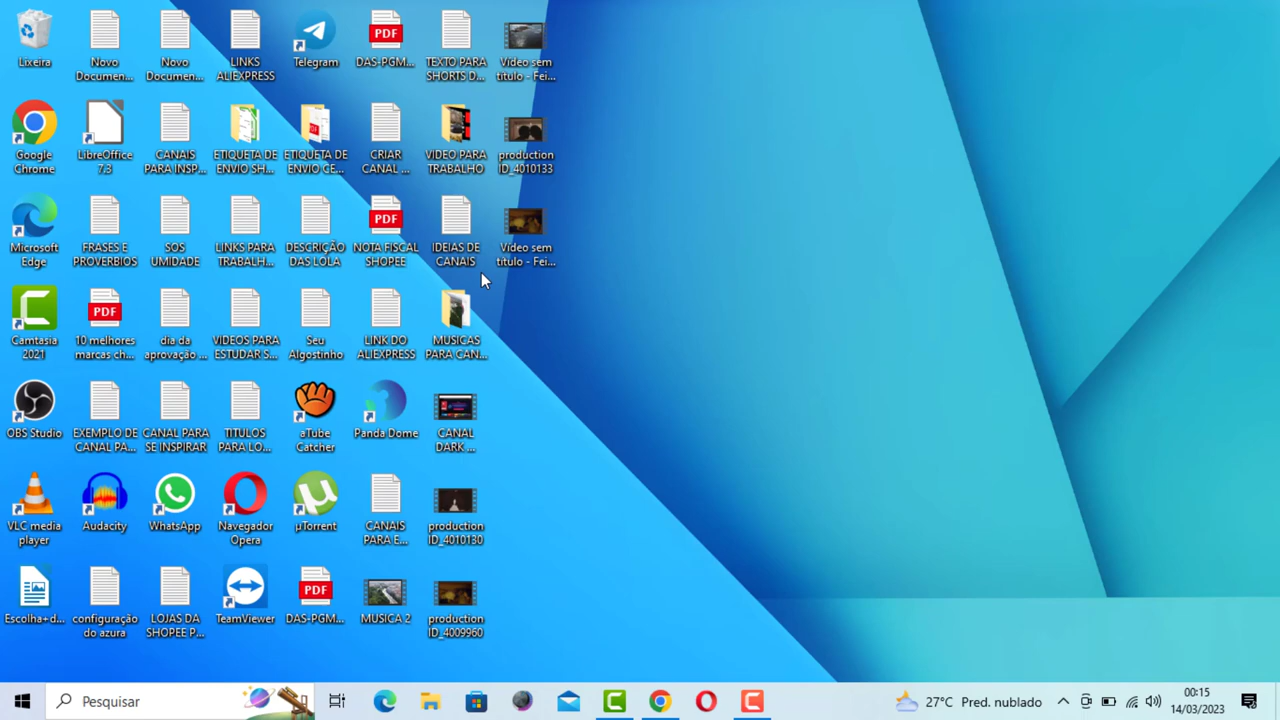 Lixeira
Novo
Documen...
Novo
Documen...
LINKS
ALIEXPRESS
Telegram
PDF
DAS-PGM...
TEXTO PARA
SHORTS D...
Vídeo sem
título - Fei...
Google
Chrome
LibreOffice
7.3
CANAIS
PARA INSP...
ETIQUETA DE
ENVIO SH...
PDF
ETIQUETA DE
ENVIO CE...
CRIAR
CANAL ...
VIDEO PARA
TRABALHO
production
ID_4010133
Microsoft
Edge
FRASES E
PROVERBIOS
SOS
UMIDADE
LINKS PARA
TRABALH...
DESCRIÇÃO
DAS LOLA
PDF
NOTA FISCAL
SHOPEE
IDEIAS DE
CANAIS
Vídeo sem
título - Fei...
Camtasia
2021
PDF
10 melhores
marcas ch...
dia da
aprovação ...
VIDEOS PARA
ESTUDAR S...
Seu
Algostinho
LINK DO
ALIEXPRESS
MUSICAS
PARA CAN...
OBS Studio
EXEMPLO DE
CANAL PA...
CANAL PARA
SE INSPIRAR
TITULOS
PARA LO...
aTube
Catcher
Panda Dome
CANAL
DARK ...
VLC media
player
Audacity
WhatsApp
Navegador
Opera
µTorrent
CANAIS
PARA E...
production
ID_4010130
Escolha+d...
configuração
do azura
LOJAS DA
SHOPEE P...
TeamViewer
PDF
DAS-PGM...
MUSICA 2
production
ID_4009960
Pesquisar
27°C Pred. nublado
00:15
14/03/2023